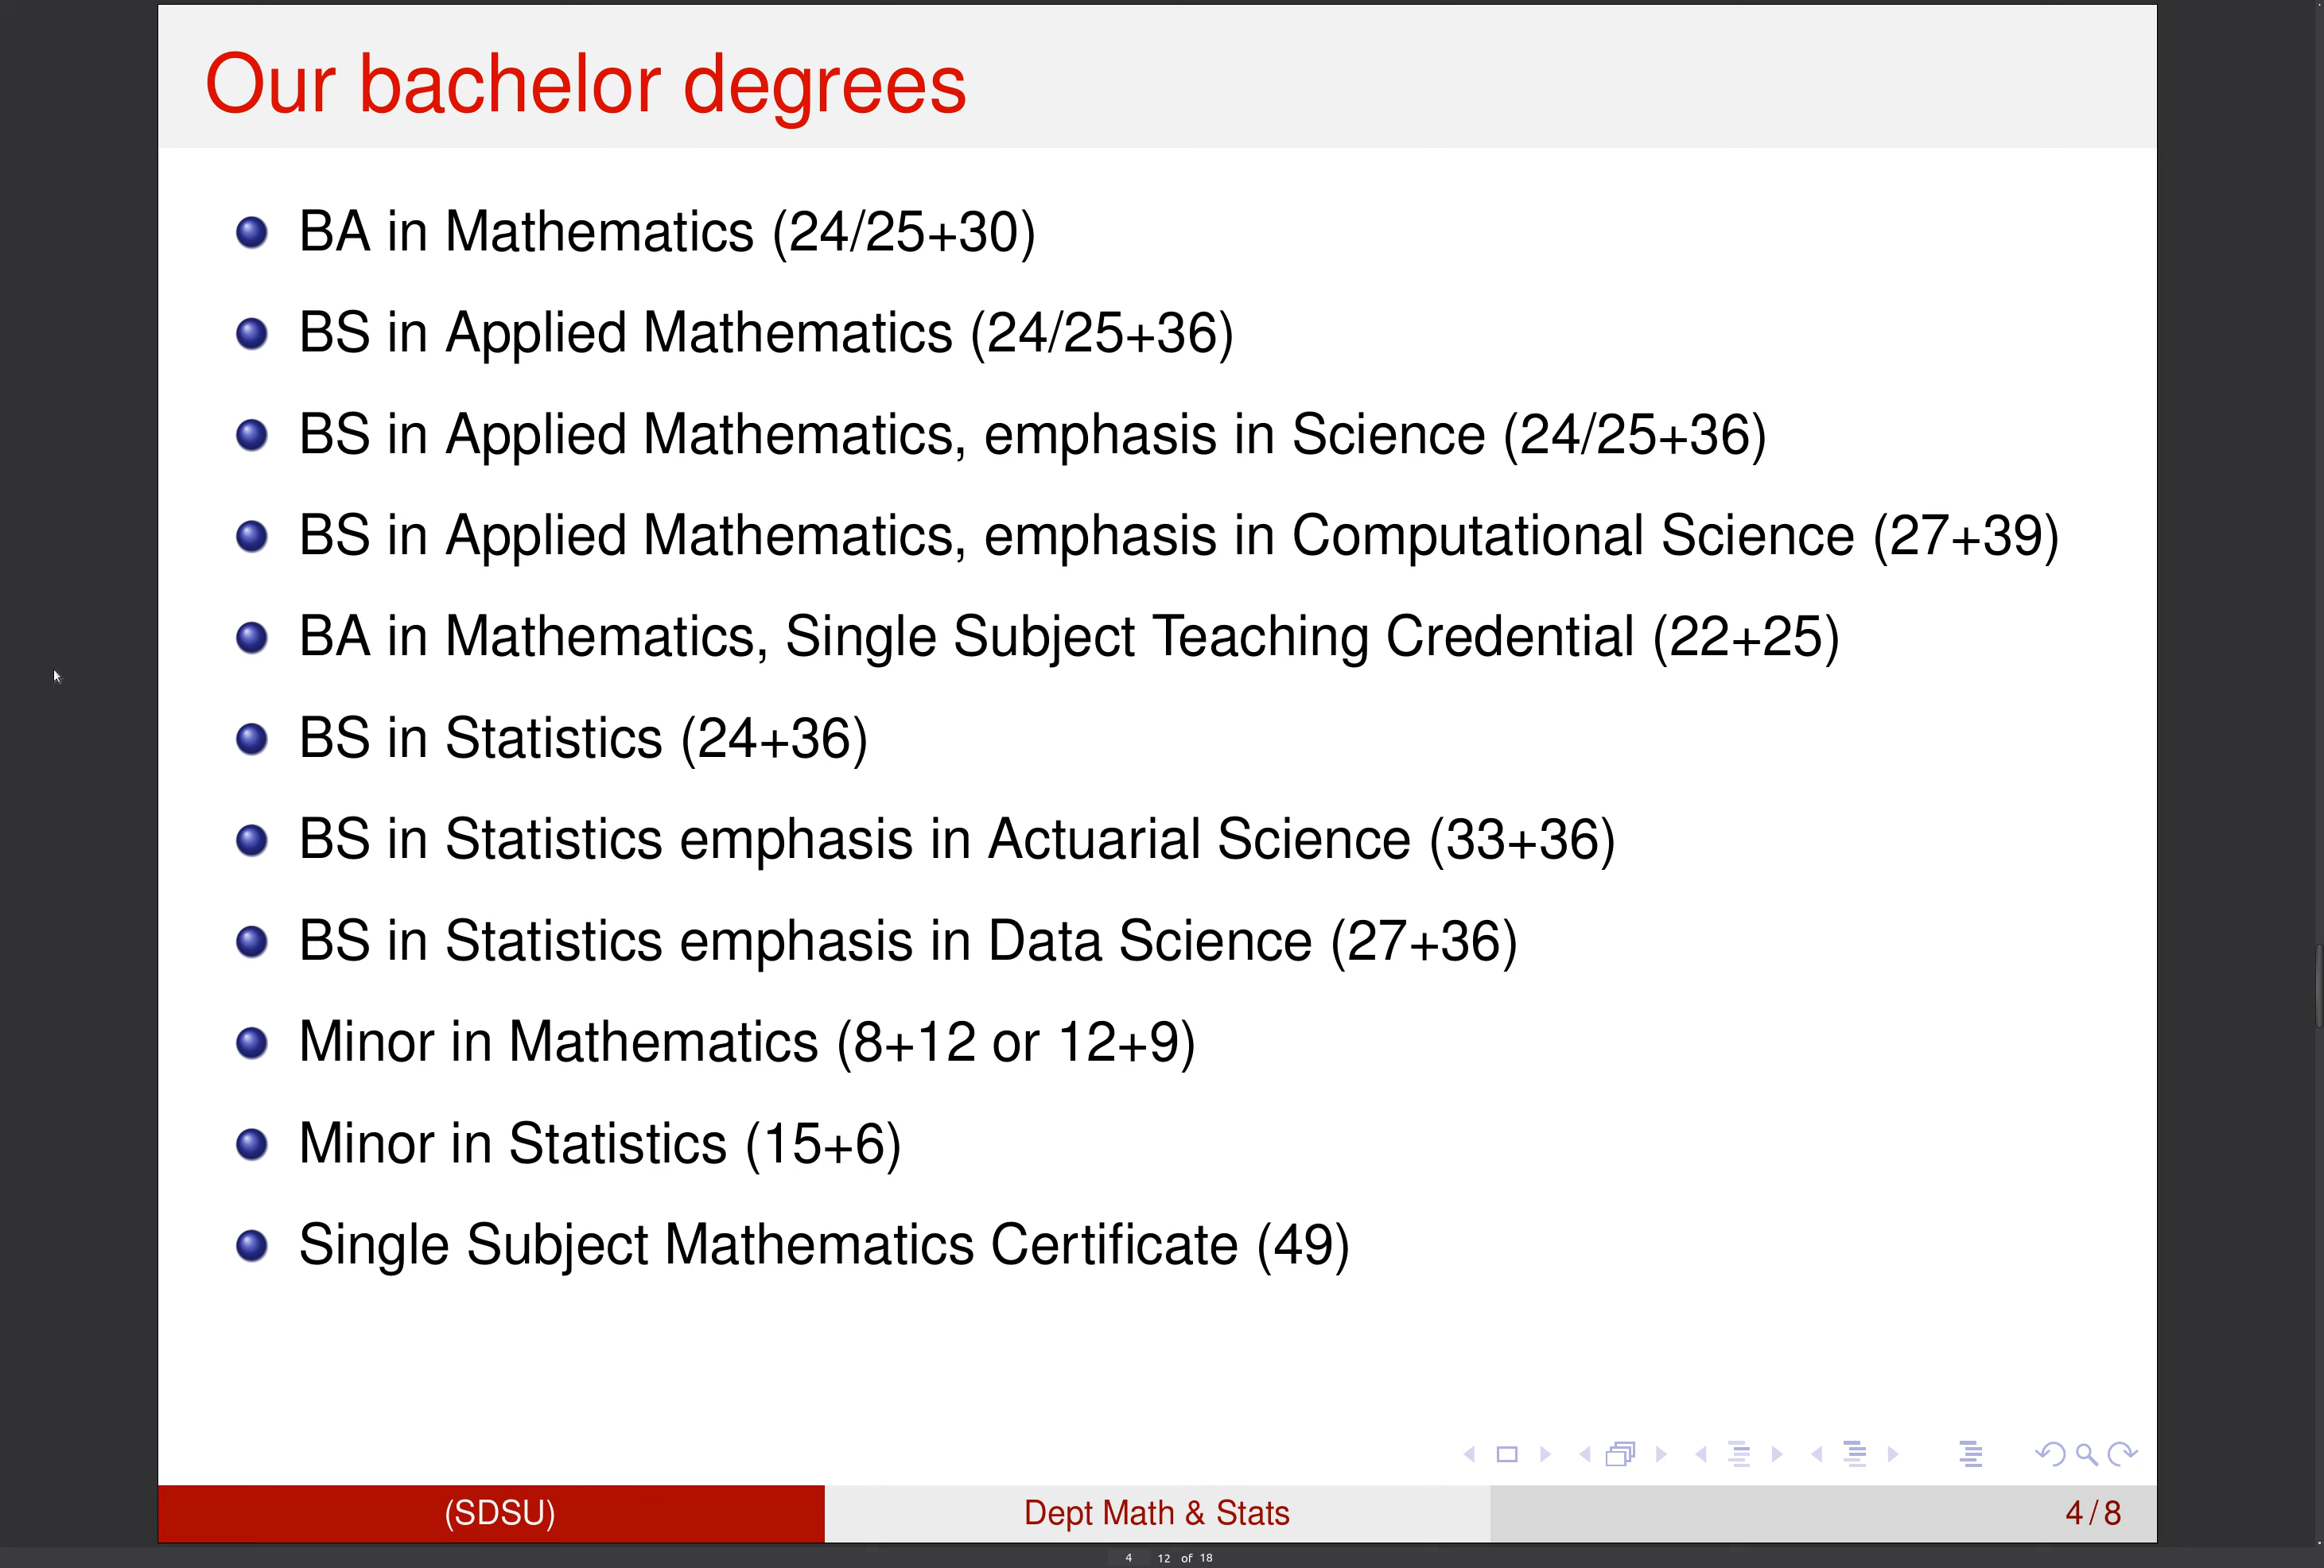 Our bachelor degrees
BA in Mathematics (24/25+30)
BS in Applied Mathematics (24/25+36)
BS in Applied Mathematics, emphasis in Science (24/25+36)
BS in Applied Mathematics, emphasis in Computational Science (27+39)
BA in Mathematics, Single Subject Teaching Credential (22+25)
BS in Statistics (24+36)
BS in Statistics emphasis in Actuarial Science (33+36)
BS in Statistics emphasis in Data Science (27+36)
Minor in Mathematics (8+12 or 12+9)
Minor in Statistics (15+6)
Single Subject Mathematics Certificate (49)
(SDSU) Dept Math & Stats 4 / 8
4 12 of 18